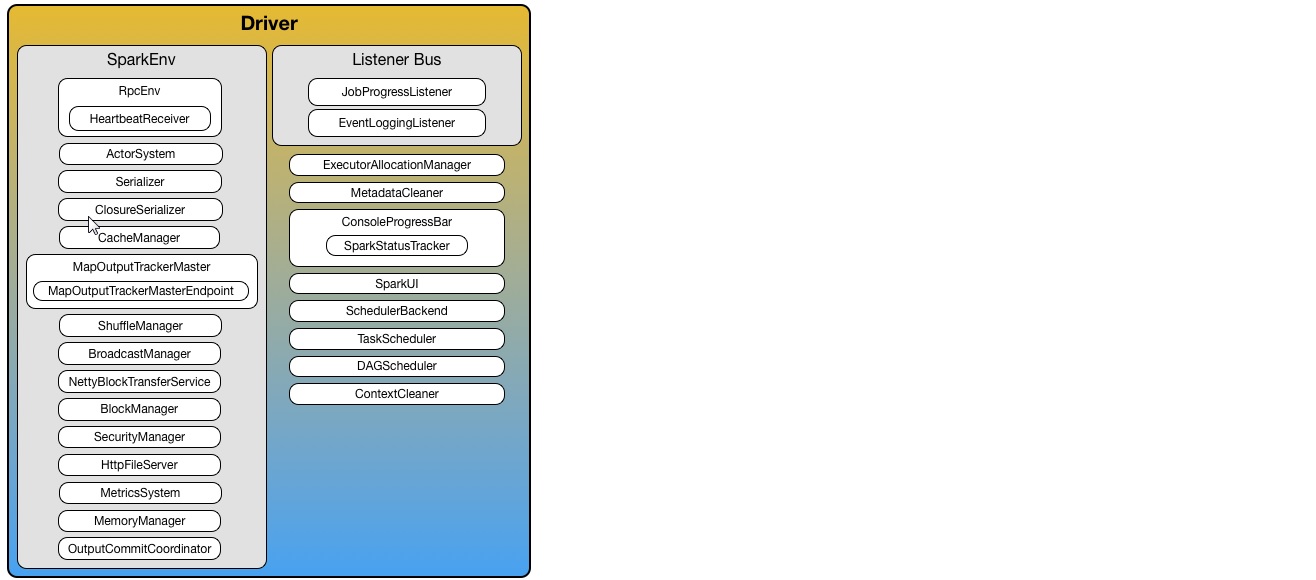 Driver
SparkEnv
RpcEnv
HeartbeatReceiver
ActorSystem
Serializer
ClosureSerializer
CacheManager
MapOutputTrackerMaster
MapOutputTrackerMasterEndpoint
ShuffleManager
BroadcastManager
NettyBlockTransferService
BlockManager
SecurityManager
HttpFileServer
MetricsSystem
MemoryManager
OutputCommitCoordinator
Listener Bus
JobProgressListener
EventLoggingListener
ExecutorAllocationManager
MetadataCleaner
ConsoleProgressBar
SparkStatusTracker
SparkUI
SchedulerBackend
TaskScheduler
DAGScheduler
ContextCleaner